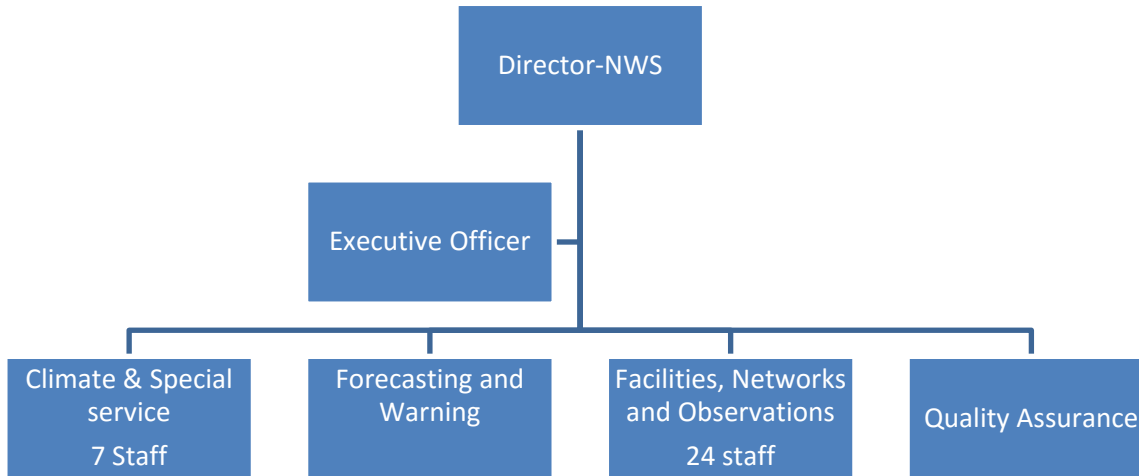 Director-NWS
Executive Officer
Climate & Special
service
7 Staff
Forecasting and
Warning
Facilities, Networks
and Observations
24 staff
Quality Assurance